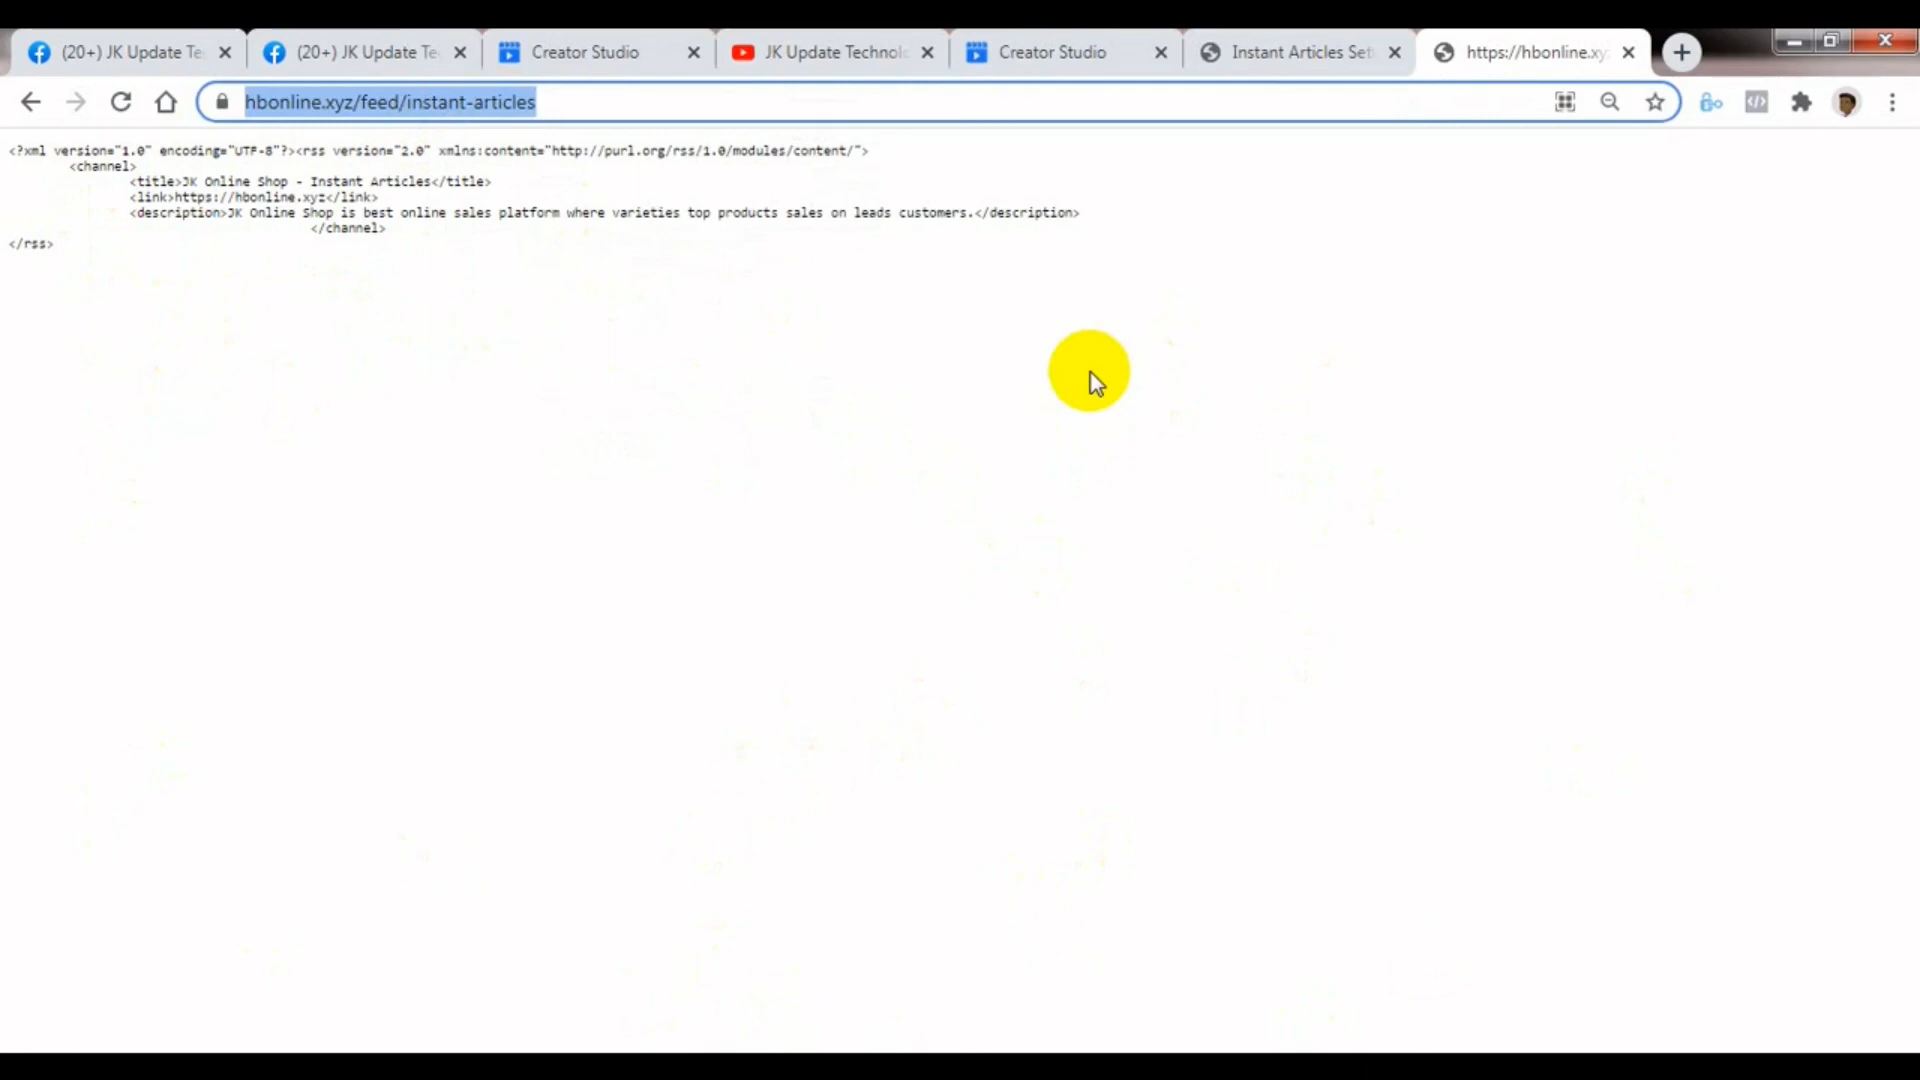 (20+) JK Update Te
(20+) JK Update Te
Creator Studio
JK Update Technolo
Creator Studio
Instant Articles Set
https://hbonline.xy
hbonline.xyz/feed/instant-articles
<?xml version="1.0" encoding="UTF-8"?><rss version="2.0" xmlns:content="http://purl.org/rss/1.0/modules/content/">
<channel>
<title>JK Online Shop - Instant Articles</title>
<link>https://hbonline.xyz</link>
<description>JK Online Shop is best online sales platform where varieties top products sales on leads customers.</description>
</channel>
</rss>